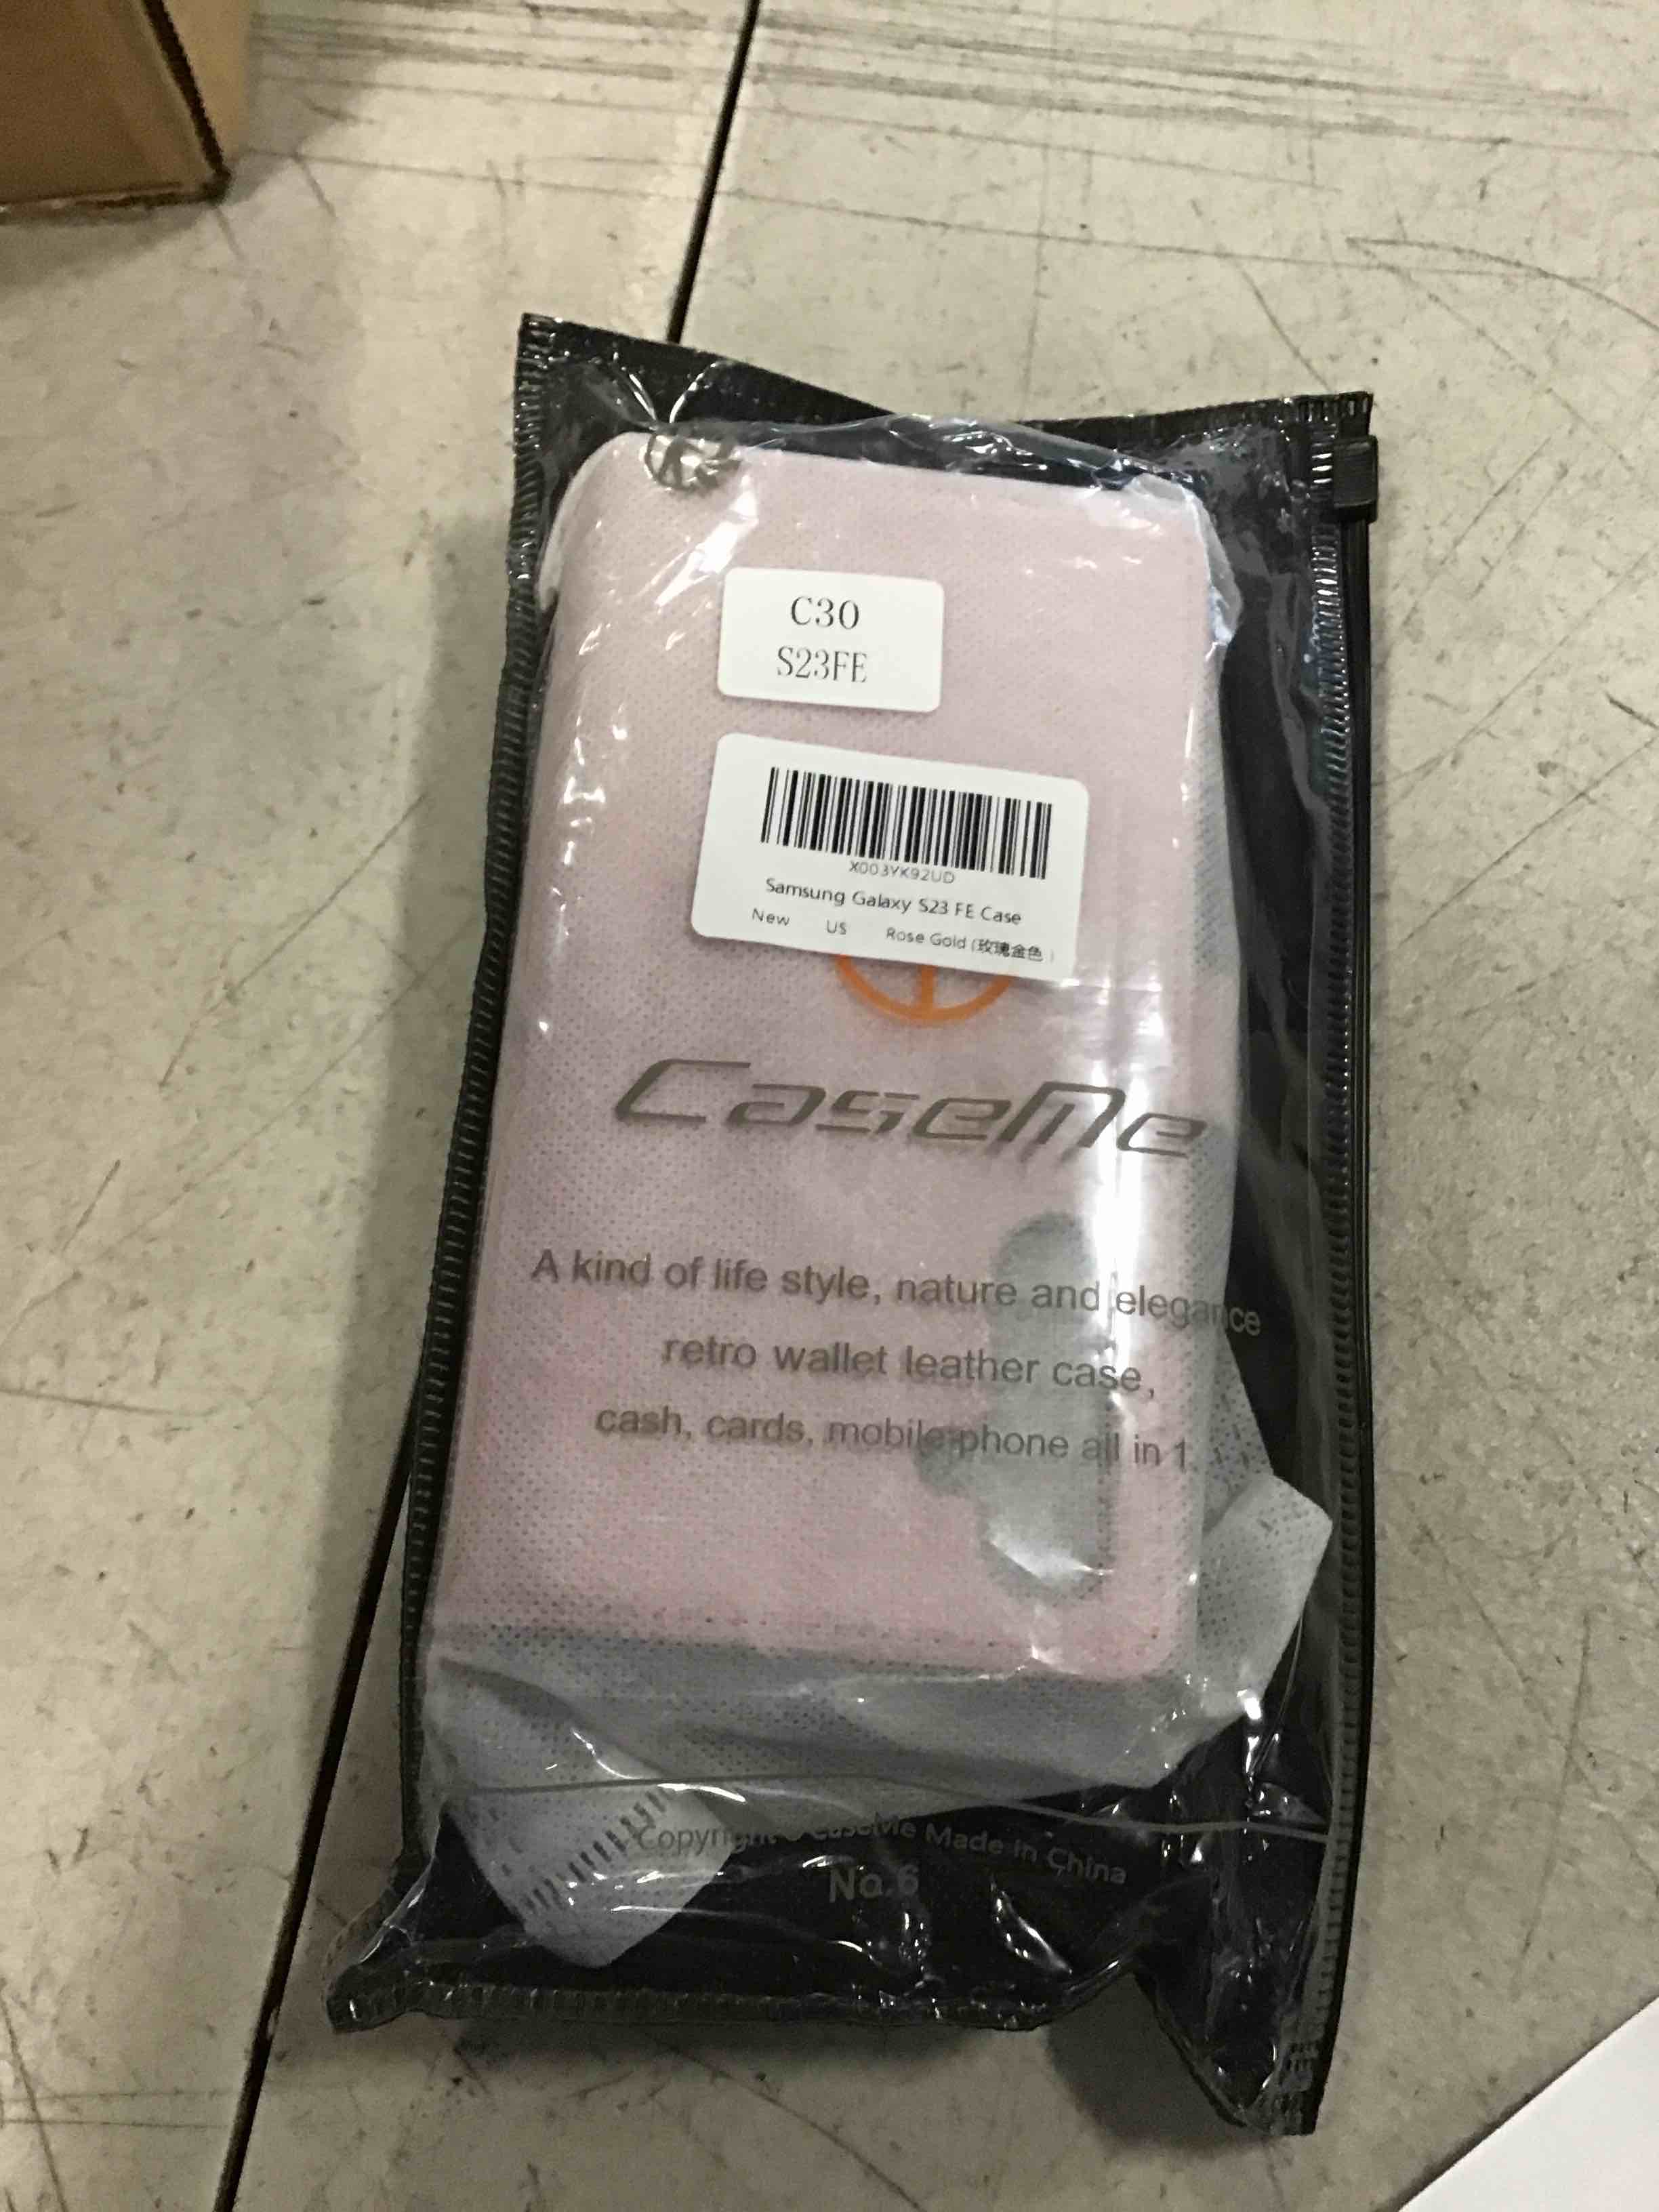 C30
S23FE
X003YK92UD
Samsung Galaxy S23 FE Case
New US Rose Gold (玫瑰金色)
CaseMe
A kind of life style, nature and elegance
retro wallet leather case,
cash, cards, mobile phone all in 1
Copyright CaseMe Made in China
No.6